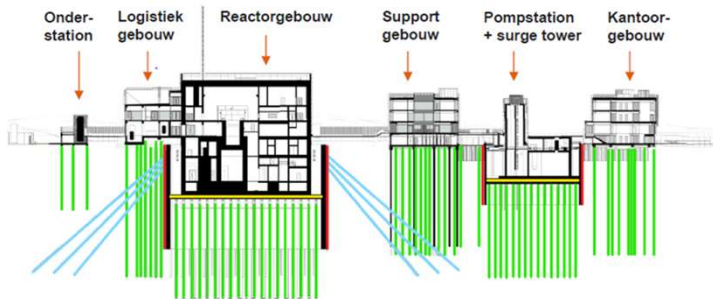 Onder-
station
Logistiek
gebouw
Reactorgebouw
Support
gebouw
Pompstation
+ surge tower
Kantoor-
gebouw